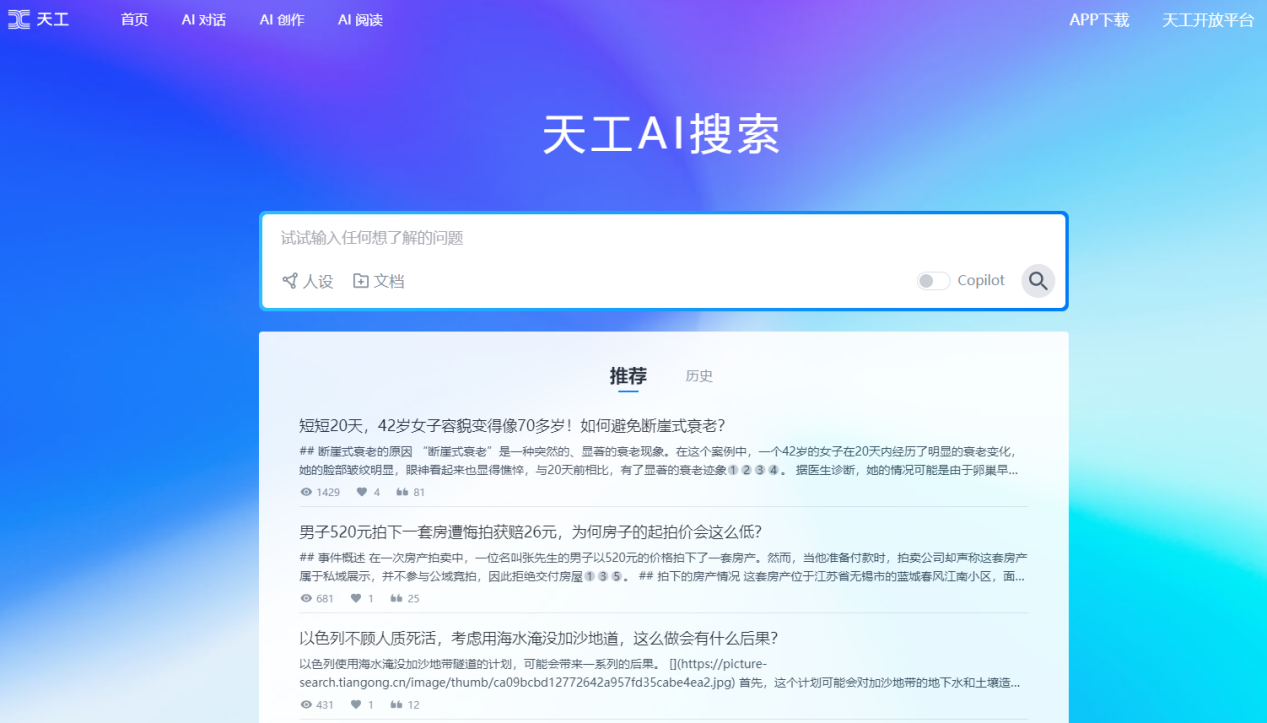 天工 首页 AI 对话 AI 创作 AI 阅读 APP下载 天工开放平台
天工AI搜索
试试输入任何想了解的问题
人设 文档 Copilot
推荐 历史
短短20天，42岁女子容貌变得像70多岁！如何避免断崖式衰老？
## 断崖式衰老的原因 “断崖式衰老”是一种突然的、显著的衰老现象。在这个案例中，一个42岁的女子在20天内经历了明显的衰老变化，
她的脸部皱纹明显，眼神看起来也显得憔悴，与20天前相比，有了显著的衰老迹象①②③④。 据医生诊断，她的情况可能是由于卵巢早...
1429 4 81
男子520元拍下一套房遭悔拍获赔26元，为何房子的起拍价会这么低？
## 事件概述 在一次房产拍卖中，一位名叫张先生的男子以520元的价格拍下了一套房产。然而，当他准备付款时，拍卖公司却声称这套房产
属于私域展示，并不参与公域竞拍，因此拒绝交付房屋①③⑤。 ## 拍下的房产情况 这套房产位于江苏省无锡市的蓝城春风江南小区，面...
681 1 25
以色列不顾人质死活，考虑用海水淹没加沙地道，这么做会有什么后果？
以色列使用海水淹没加沙地带隧道的计划，可能会带来一系列的后果。 [](https://picture-
search.tiangong.cn/image/thumb/ca09bcbd12772642a957fd35cabe4ea2.jpg) 首先，这个计划可能会对加沙地带的地下水和土壤造...
431 1 12